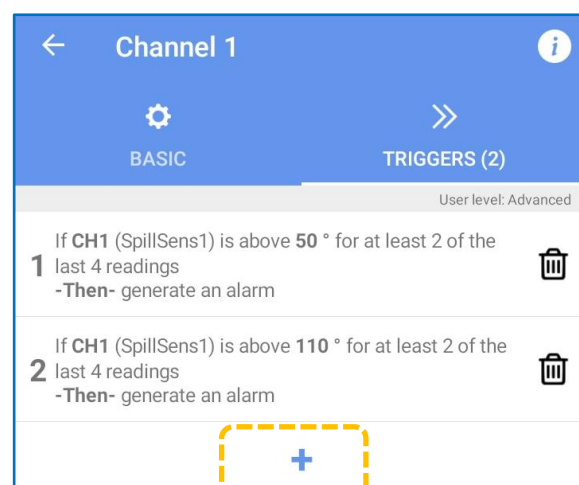 Channel 1
BASIC
TRIGGERS (2)
User level: Advanced
If CH1 (SpillSens1) is above 50 ° for at least 2 of the
1 last 4 readings
-Then- generate an alarm
If CH1 (SpillSens1) is above 110 ° for at least 2 of the
2 last 4 readings
-Then- generate an alarm
+